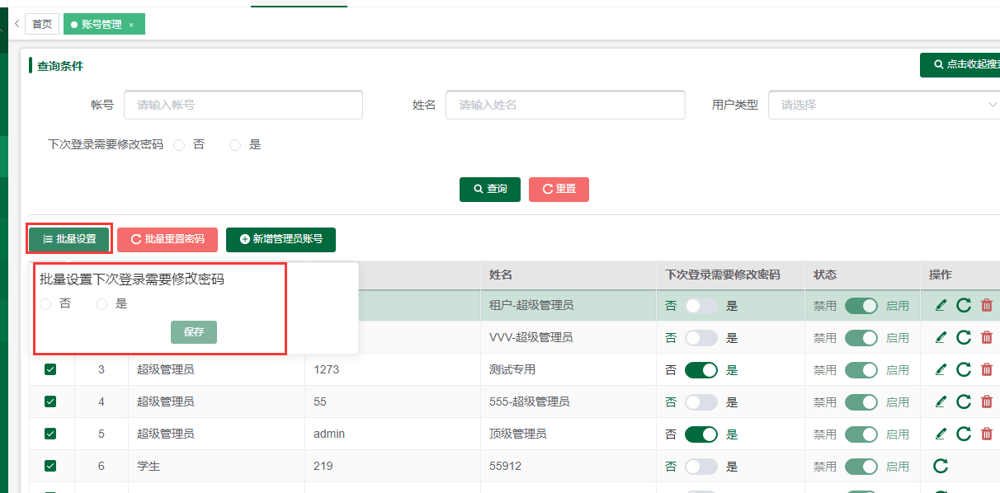 首页 账号管理 ×
查询条件 点击收起搜
帐号 请输入帐号 姓名 请输入姓名 用户类型 请选择
下次登录需要修改密码 否 是
查询 重置
批量设置 批量重置密码 新增管理员账号
姓名 下次登录需要修改密码 状态 操作
批量设置下次登录需要修改密码
否 是
保存
租户-超级管理员 否 是 禁用 启用
VVV-超级管理员 否 是 禁用 启用
3 超级管理员 1273 测试专用 否 是 禁用 启用
4 超级管理员 55 555-超级管理员 否 是 禁用 启用
5 超级管理员 admin 顶级管理员 否 是 禁用 启用
6 学生 219 55912 否 是 禁用 启用